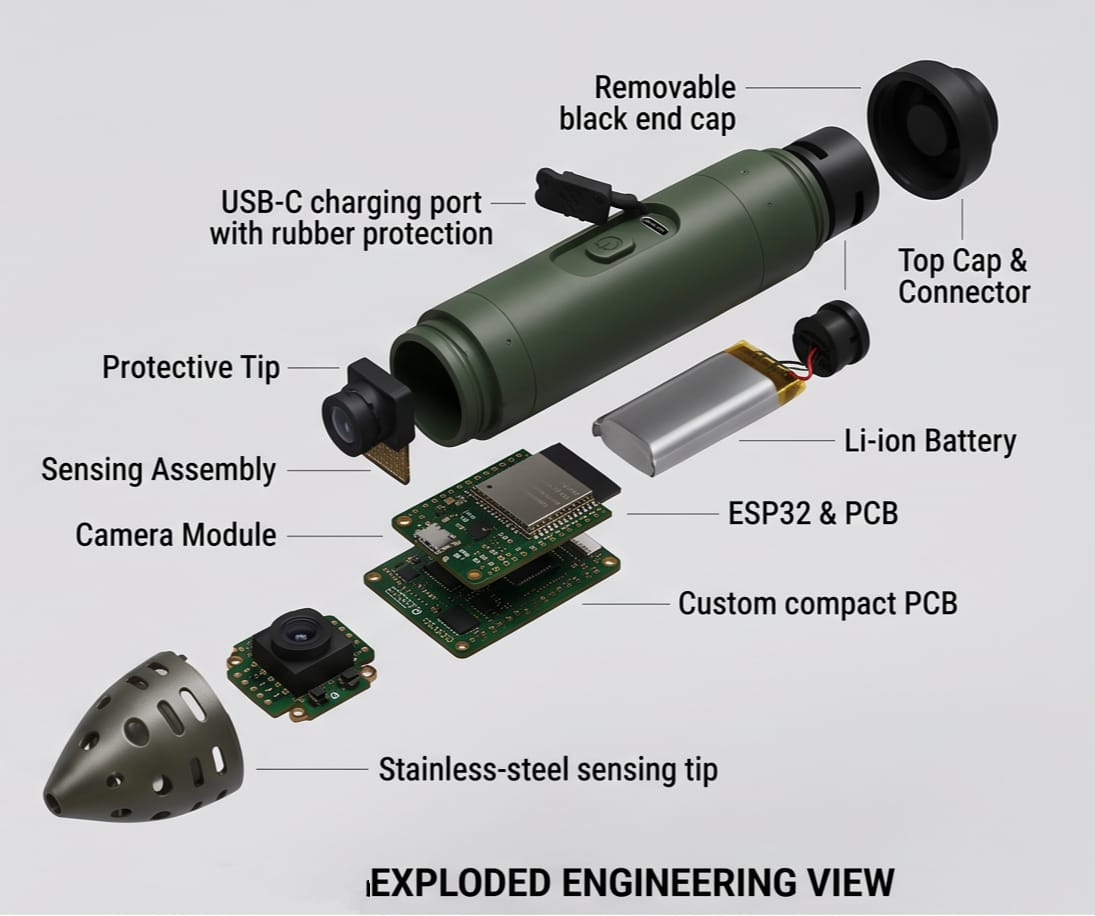 Removable
black end cap
USB-C charging port
with rubber protection
Top Cap &
Connector
Protective Tip
Li-ion Battery
Sensing Assembly
ESP32 & PCB
Camera Module
Custom compact PCB
Stainless-steel sensing tip
EXPLODED ENGINEERING VIEW